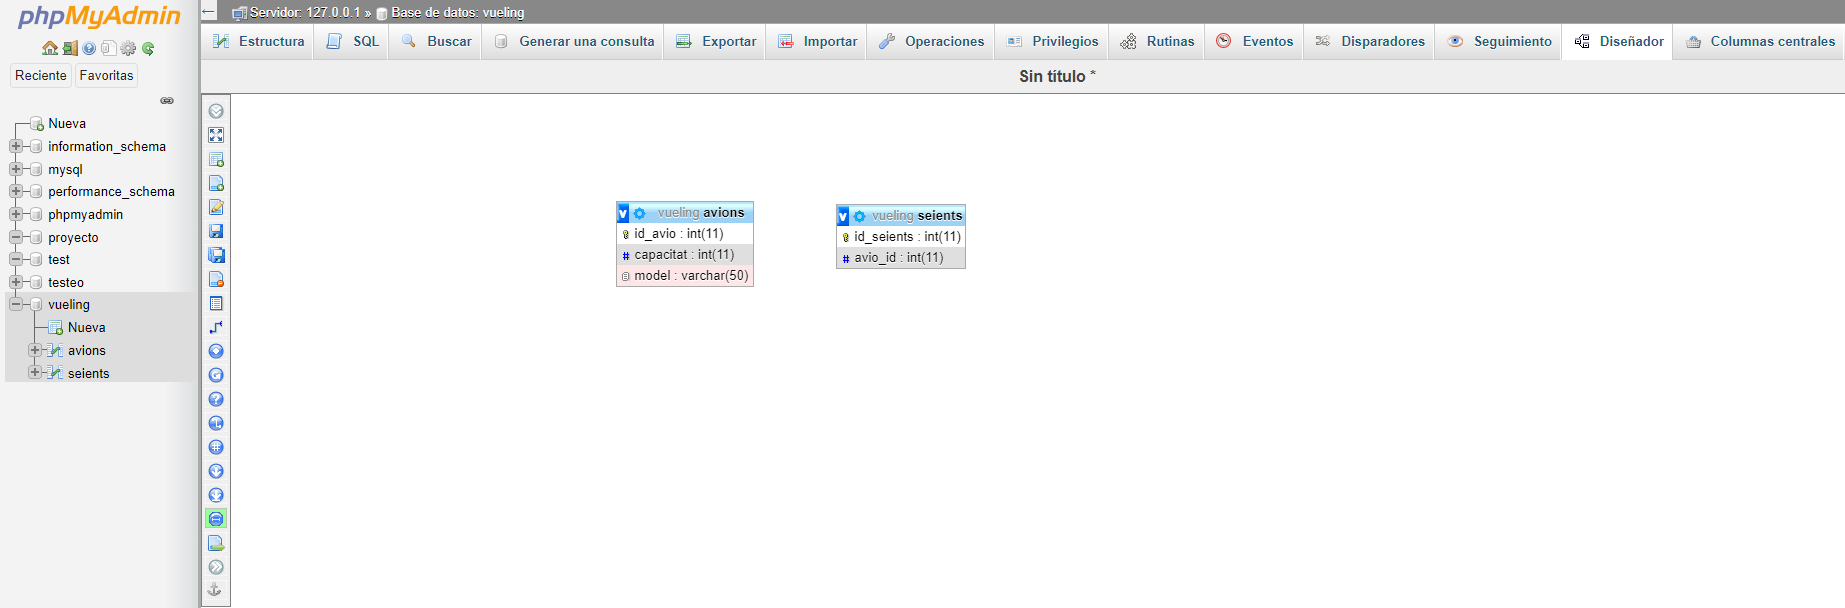 phpMyAdmin
Reciente Favoritas
Nueva
information_schema
mysql
performance_schema
phpmyadmin
proyecto
test
testeo
vueling
Nueva
avions
seients
Servidor: 127.0.0.1 » Base de datos: vueling
Estructura SQL Buscar Generar una consulta Exportar Importar Operaciones Privilegios Rutinas Eventos Disparadores Seguimiento Diseñador Columnas centrales
Sin título *
v vueling avions
id_avio : int(11)
# capacitat : int(11)
model : varchar(50)
v vueling seients
id_seients : int(11)
# avio_id : int(11)